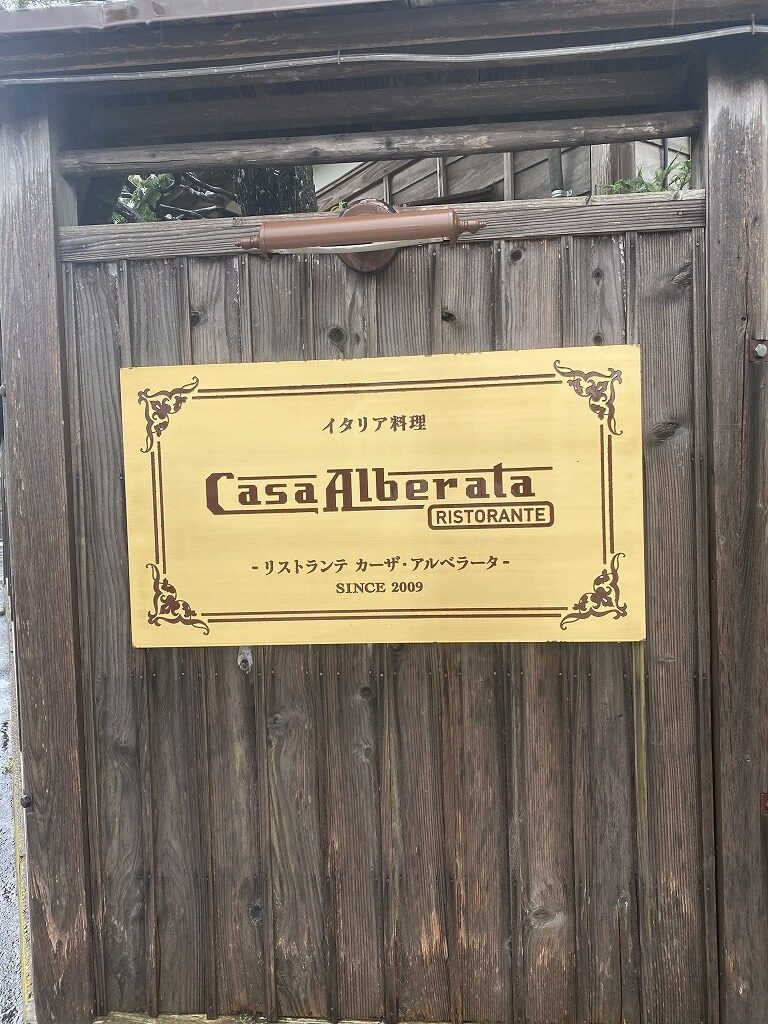 イタリア料理
Casa Alberata
RISTORANTE
- リストランテ カーザ・アルベラータ -
SINCE 2009